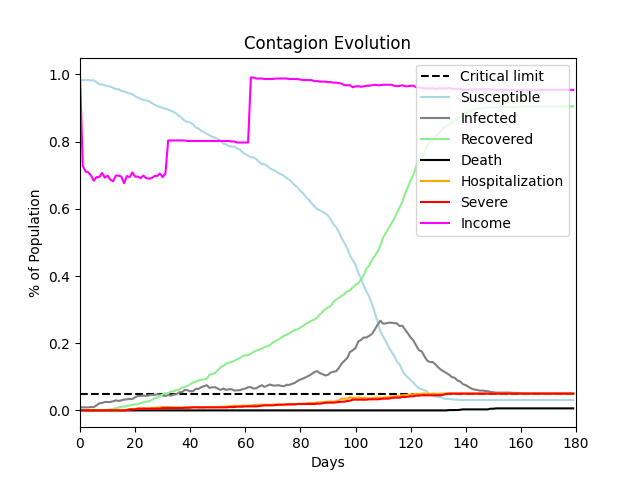 Contagion Evolution
% of Population
1.0
0.8
0.6
0.4
0.2
0.0
Critical limit
Susceptible
Infected
Recovered
Death
Hospitalization
Severe
Income
0 20 40 60 80 100 120 140 160 180
Days